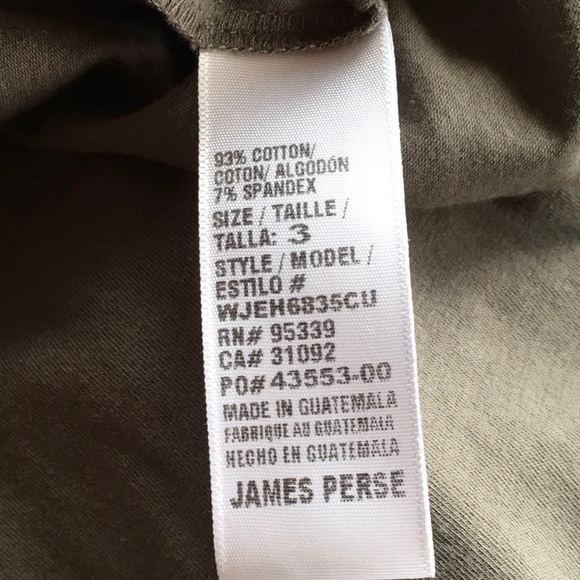 93% COTTON/
COTON/ ALGODÓN
7% SPANDEX
SIZE / TAILLE /
TALLA: 3
STYLE / MODEL /
ESTILO #
WJEH6835CU
RN# 95339
CA# 31092
PO# 43553-00
MADE IN GUATEMALA
FABRIQUE AU GUATEMALA
HECHO EN GUATEMALA
JAMES PERSE